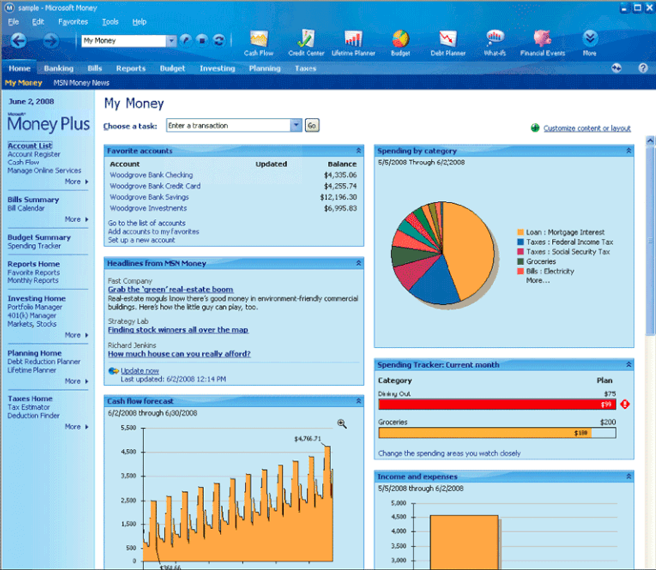 sample - Microsoft Money
File Edit Favorites Tools Help
My Money
Cash Flow Credit Center Lifetime Planner Budget Debt Planner What-ifs Financial Events More
Home Banking Bills Reports Budget Investing Planning Taxes
My Money MSN Money News
June 2, 2008
Microsoft
Money Plus
Account List
Account Register
Cash Flow
Manage Online Services
More
Bills Summary
Bill Calendar
More
Budget Summary
Spending Tracker
Reports Home
Favorite Reports
Monthly Reports
Investing Home
Portfolio Manager
401(k) Manager
Markets, Stocks
More
Planning Home
Debt Reduction Planner
Lifetime Planner
More
Taxes Home
Tax Estimator
Deduction Finder
More
My Money
Choose a task: Enter a transaction Go
Customize content or layout
Favorite accounts
Account Updated Balance
Woodgrove Bank Checking $4,335.06
Woodgrove Bank Credit Card $4,255.74
Woodgrove Bank Savings $12,196.30
Woodgrove Investments $6,995.83
Go to the list of accounts
Add accounts to my favorites
Set up a new account
Headlines from MSN Money
Fast Company
Grab the 'green' real-estate boom
Real-estate moguls know there's good money in environment-friendly commercial
buildings. Here's how the little guy can play, too.
Strategy Lab
Finding stock winners all over the map
Richard Jenkins
How much house can you really afford?
Update now
Last updated: 6/2/2008 12:14 PM
Cash flow forecast
6/2/2008 through 6/30/2008
5,500
4,500
3,500
2,500
1,500
500
0
$4,766.71
Spending by category
5/5/2008 Through 6/2/2008
Loan : Mortgage Interest
Taxes : Federal Income Tax
Taxes : Social Security Tax
Groceries
Bills : Electricity
More...
Spending Tracker: Current month
Category Plan
Dining Out $75
$90
Groceries $200
$180
Change the spending areas you watch closely
Income and expenses
5/5/2008 through 6/2/2008
5,000
4,500
4,000
3,500
3,000